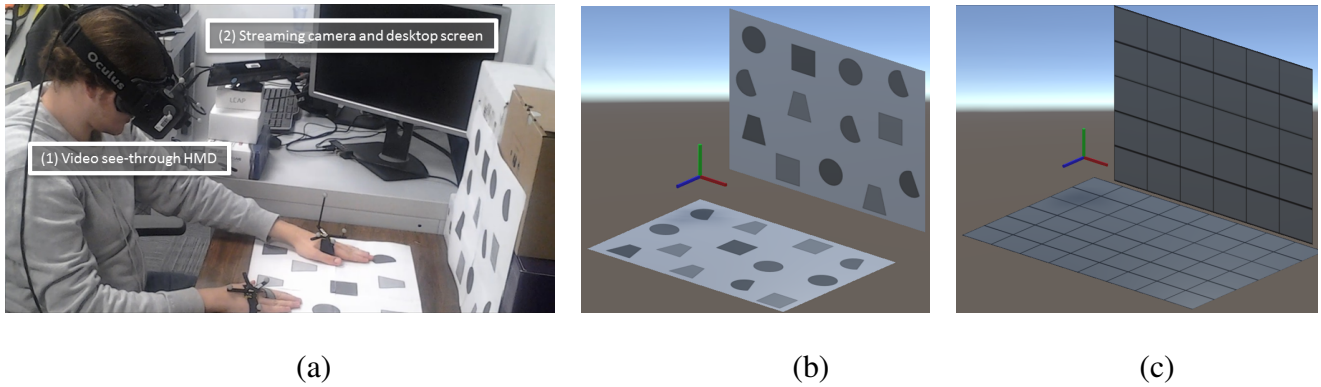 (2) Streaming camera and desktop screen
Oculus
LEAP
(1) Video see-through HMD
(a)
(b)
(c)